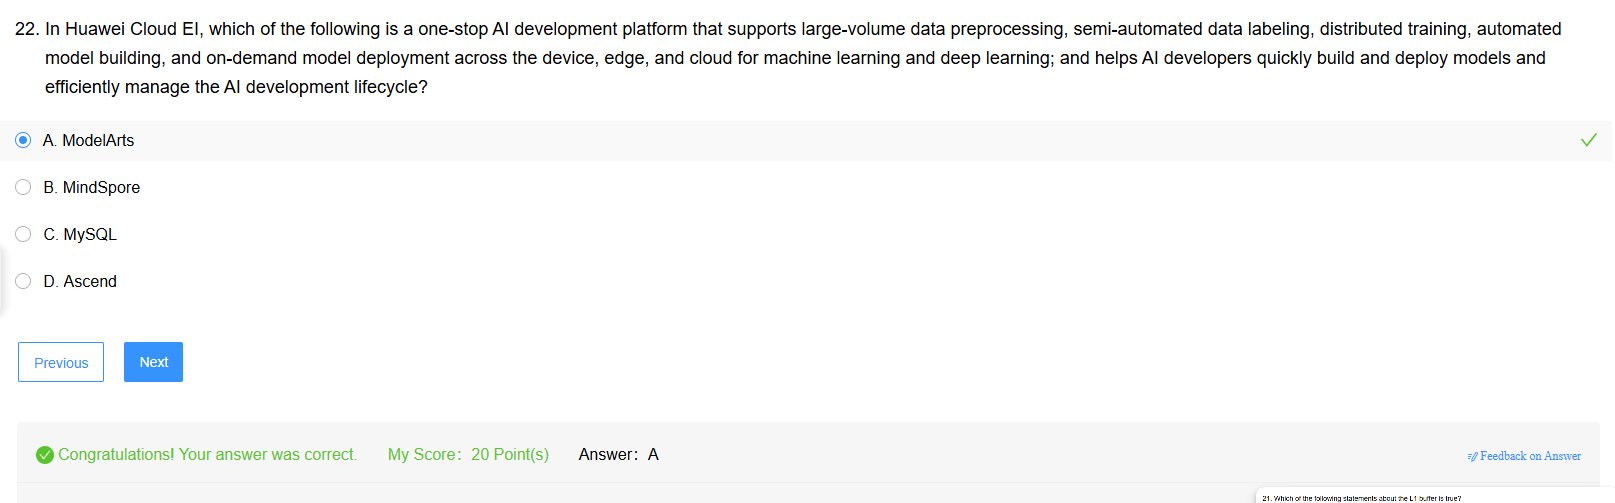 22. In Huawei Cloud EI, which of the following is a one-stop AI development platform that supports large-volume data preprocessing, semi-automated data labeling, distributed training, automated
model building, and on-demand model deployment across the device, edge, and cloud for machine learning and deep learning; and helps AI developers quickly build and deploy models and
efficiently manage the AI development lifecycle?
A. ModelArts
B. MindSpore
C. MySQL
D. Ascend
Previous Next
Congratulations! Your answer was correct. My Score: 20 Point(s) Answer: A Feedback on Answer
21. Which of the following statements about the L1 buffer is true?